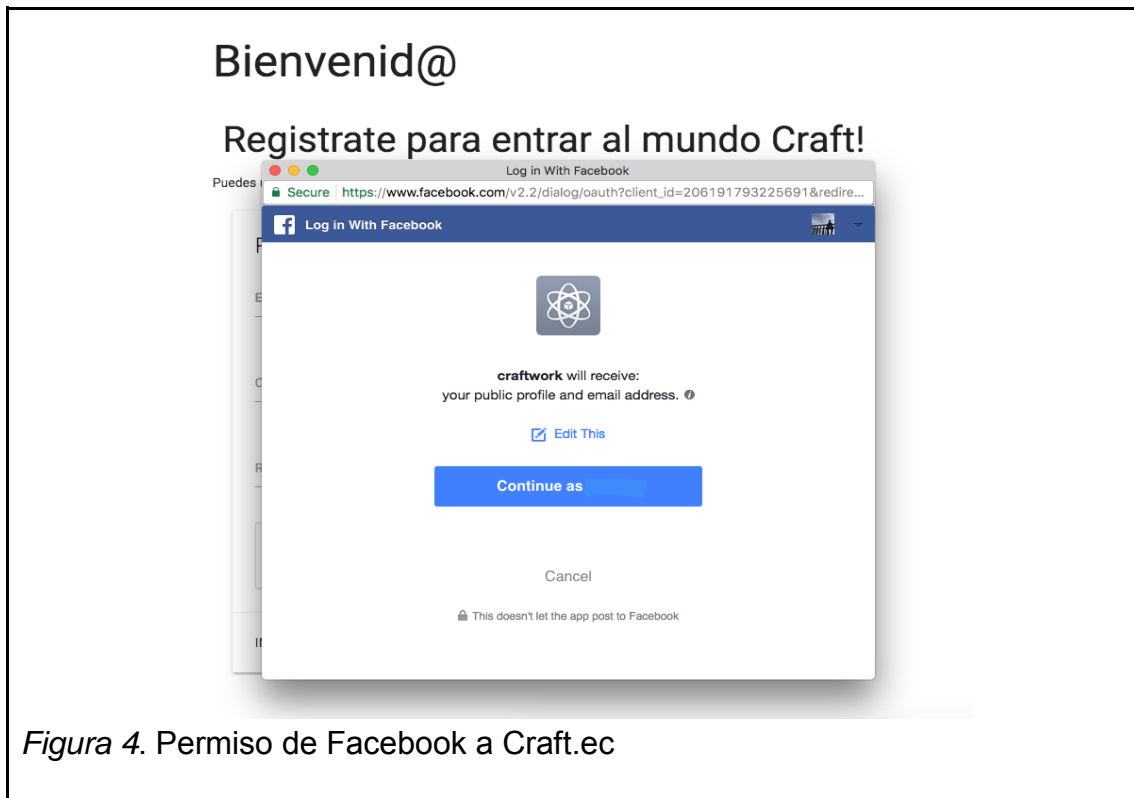 Bienvenid@
Registrate para entrar al mundo Craft!
Puedes
Log in With Facebook
Secure https://www.facebook.com/v2.2/dialog/oauth?client_id=206191793225691&redire...
Log in With Facebook
craftwork will receive:
your public profile and email address.
Edit This
Continue as
Cancel
This doesn't let the app post to Facebook
Figura 4. Permiso de Facebook a Craft.ec